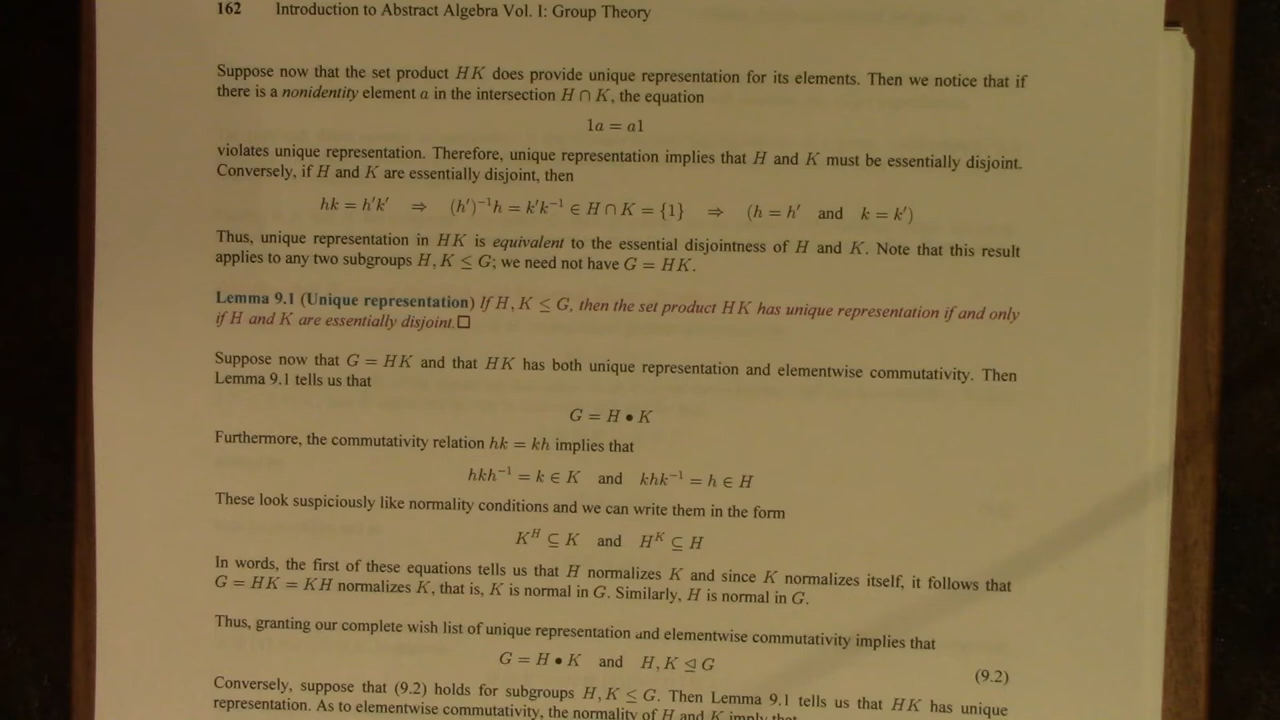 162 Introduction to Abstract Algebra Vol. I: Group Theory
Suppose now that the set product HK does provide unique representation for its elements. Then we notice that if
there is a nonidentity element a in the intersection H ∩ K, the equation
1a = a1
violates unique representation. Therefore, unique representation implies that H and K must be essentially disjoint.
Conversely, if H and K are essentially disjoint, then
hk = h′k′ ⇒ (h′)⁻¹h = k′k⁻¹ ∈ H ∩ K = {1} ⇒ (h = h′ and k = k′)
Thus, unique representation in HK is equivalent to the essential disjointness of H and K. Note that this result
applies to any two subgroups H, K ≤ G; we need not have G = HK.
Lemma 9.1 (Unique representation) If H, K ≤ G, then the set product HK has unique representation if and only
if H and K are essentially disjoint.□
Suppose now that G = HK and that HK has both unique representation and elementwise commutativity. Then
Lemma 9.1 tells us that
G = H • K
Furthermore, the commutativity relation hk = kh implies that
hkh⁻¹ = k ∈ K and khk⁻¹ = h ∈ H
These look suspiciously like normality conditions and we can write them in the form
Kᴴ ⊆ K and Hᴷ ⊆ H
In words, the first of these equations tells us that H normalizes K and since K normalizes itself, it follows that
G = HK = KH normalizes K, that is, K is normal in G. Similarly, H is normal in G.
Thus, granting our complete wish list of unique representation and elementwise commutativity implies that
G = H • K and H, K ⊴ G (9.2)
Conversely, suppose that (9.2) holds for subgroups H, K ≤ G. Then Lemma 9.1 tells us that HK has unique
representation. As to elementwise commutativity, the normality of H and K imply that